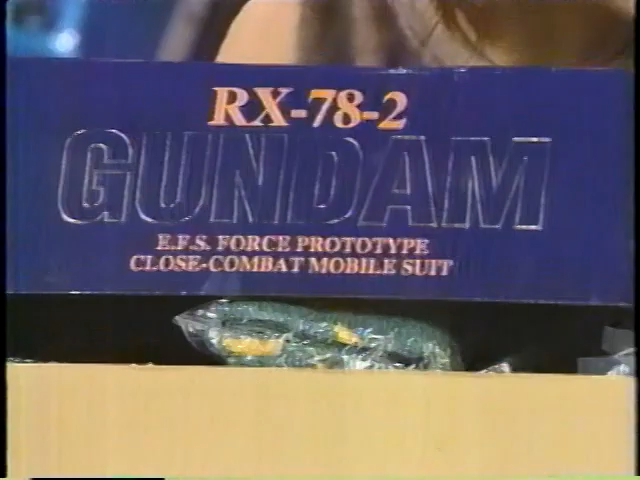 RX-78-2
GUNDAM
E.F.S. FORCE PROTOTYPE
CLOSE-COMBAT MOBILE SUIT